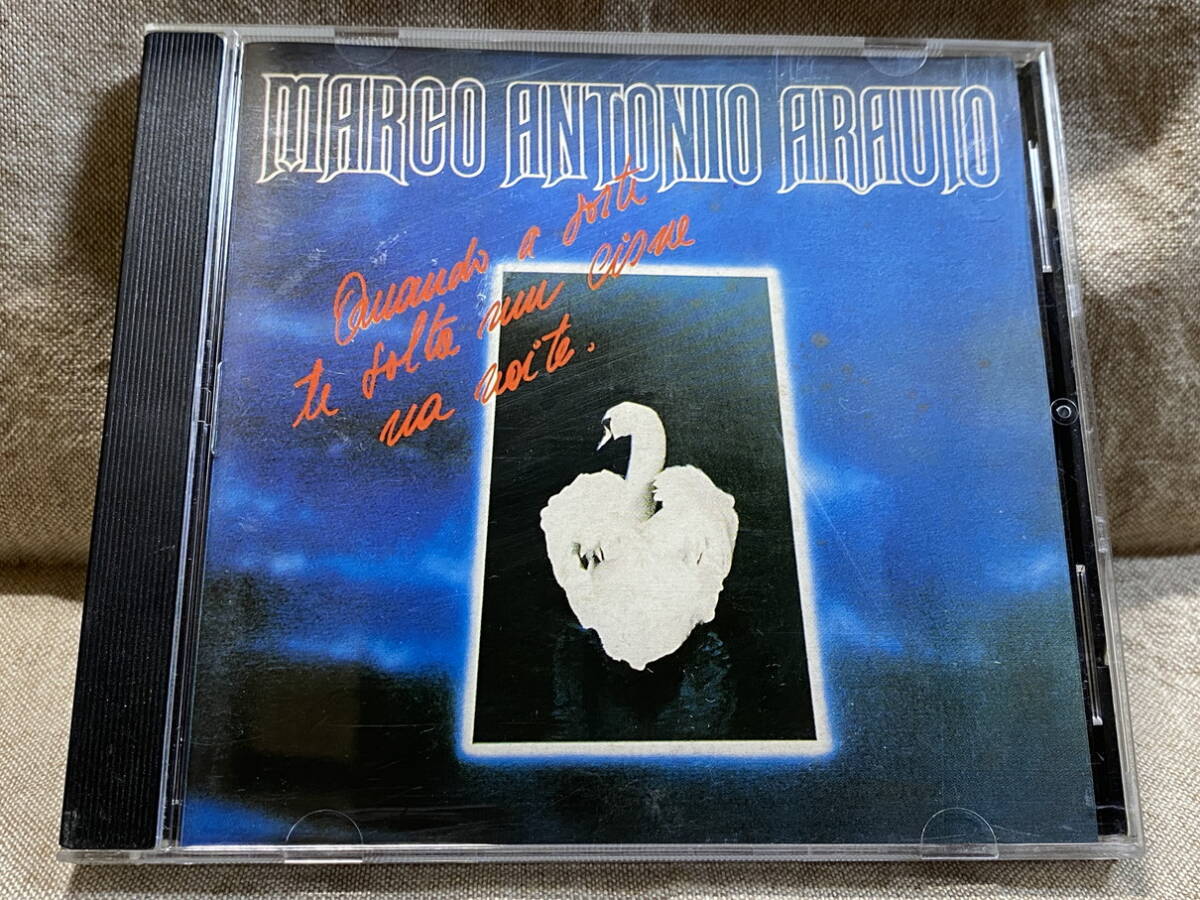 MARCO ANTONIO ARAUJO
Quando a sorte
te solta um cisne
na noite.